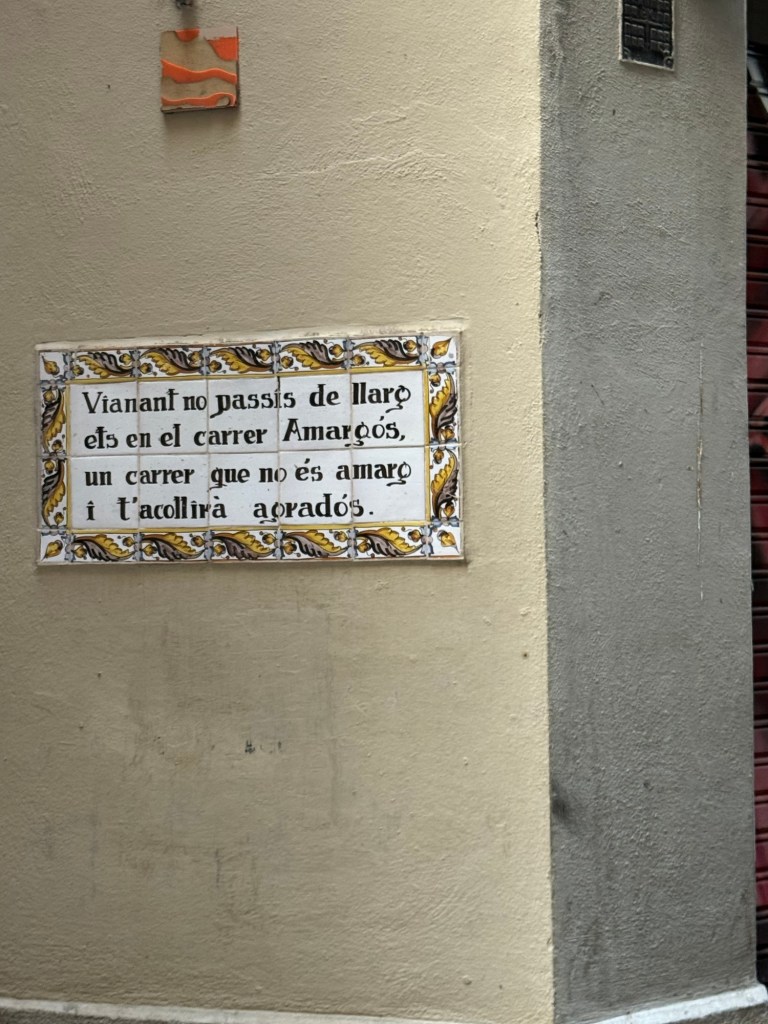 Vianant no passis de llarg
ets en el carrer Amargós,
un carrer que no és amarg
i t'acollirà agradós.